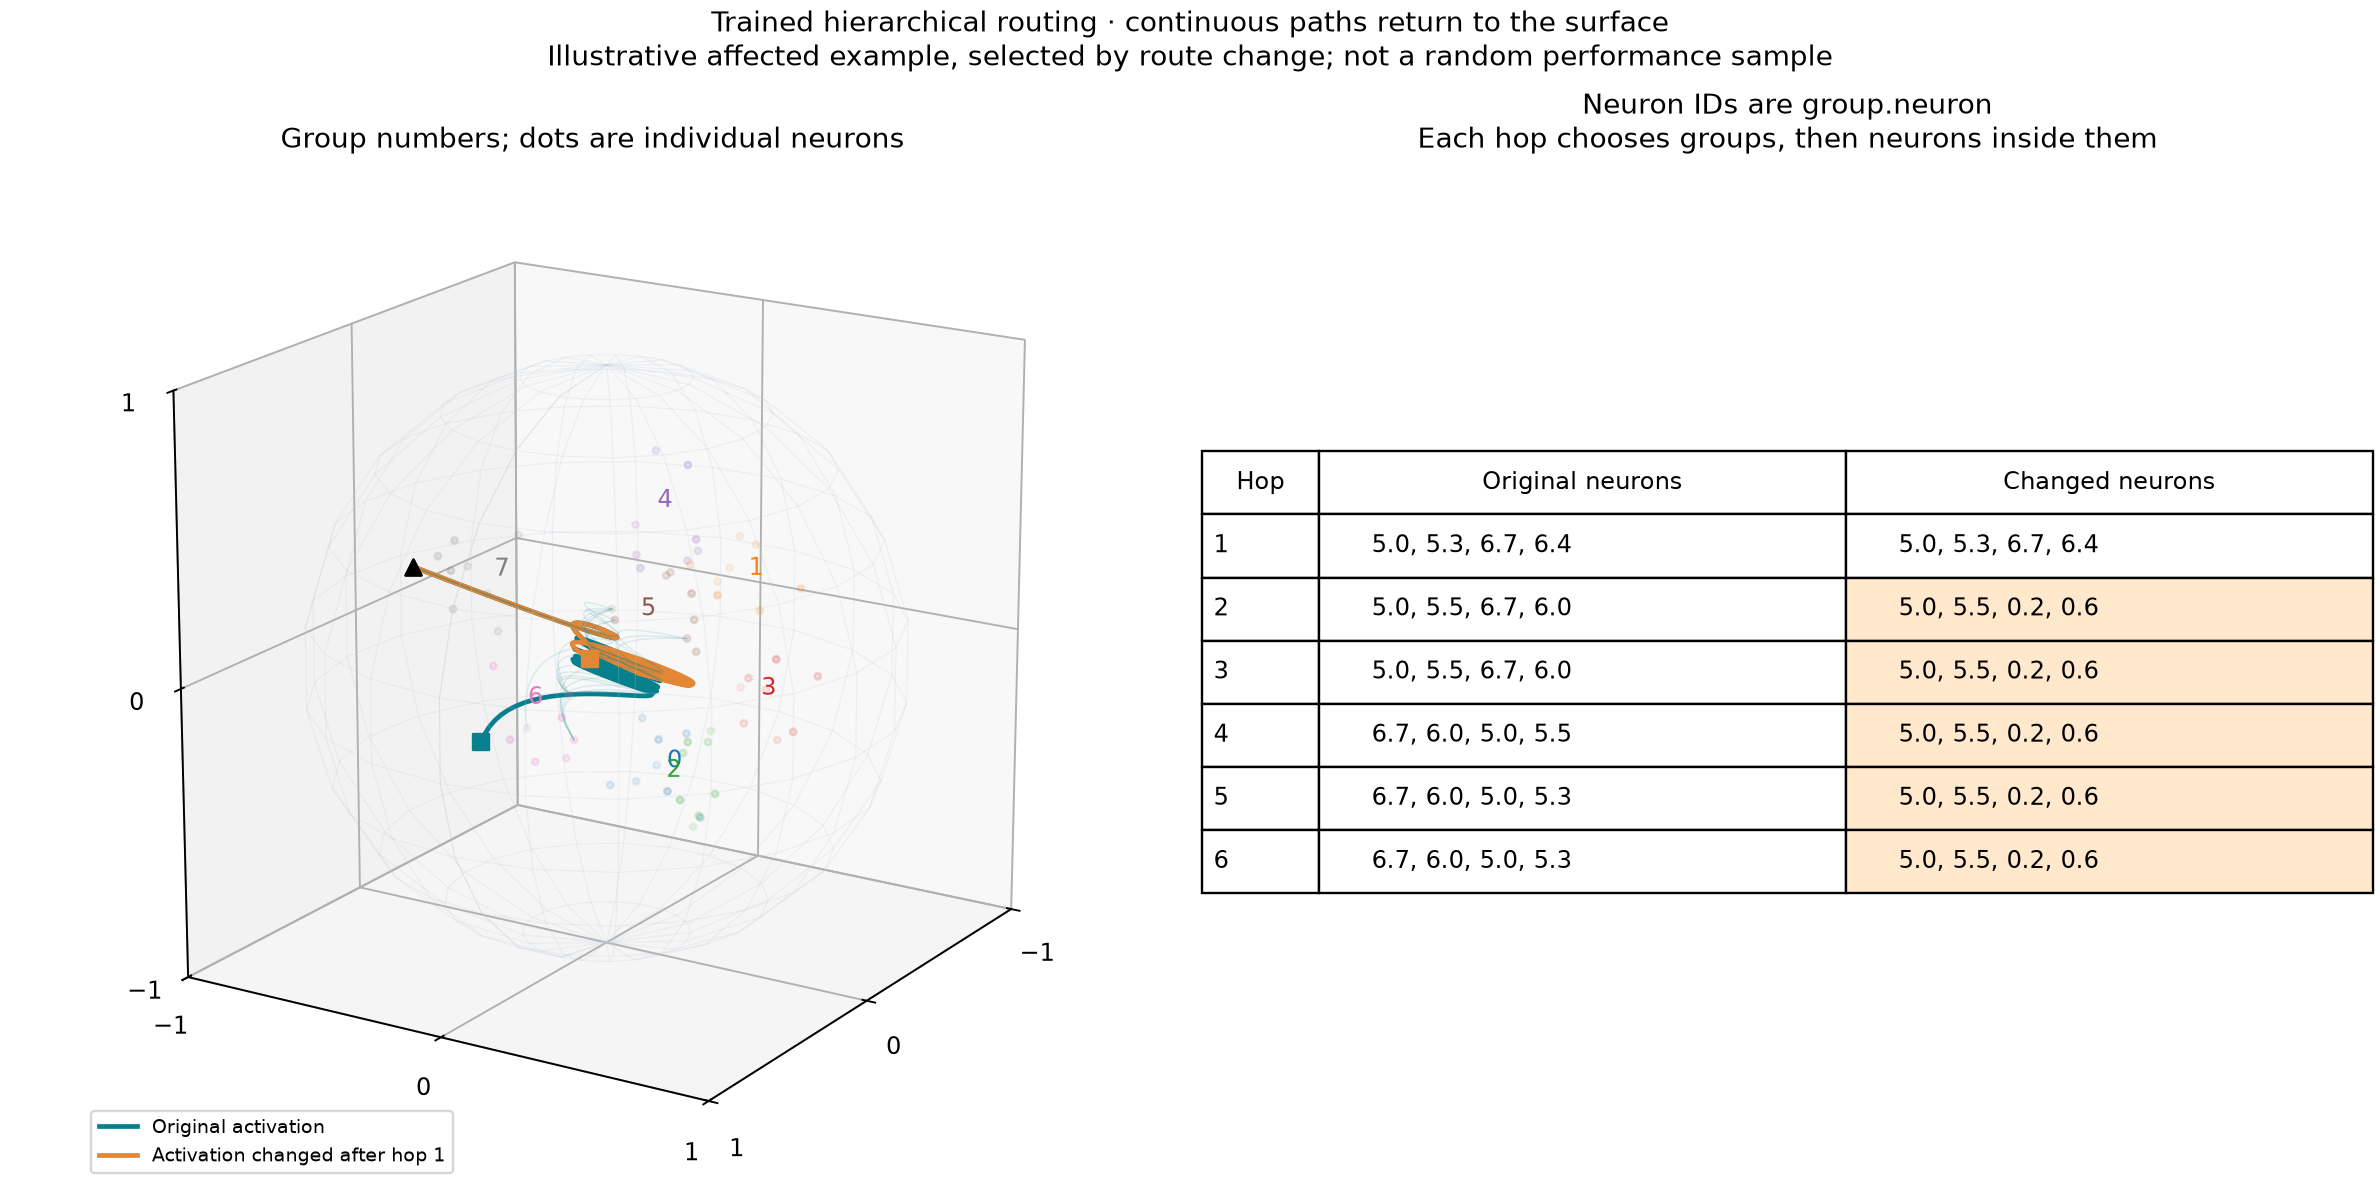 Trained hierarchical routing · continuous paths return to the surface
Illustrative affected example, selected by route change; not a random performance sample
Group numbers; dots are individual neurons
1
0
−1
−1
0
1
1
0
−1
4
7
1
5
6
3
0
2
Original activation
Activation changed after hop 1
Neuron IDs are group.neuron
Each hop chooses groups, then neurons inside them
Hop Original neurons Changed neurons
1 5.0, 5.3, 6.7, 6.4 5.0, 5.3, 6.7, 6.4
2 5.0, 5.5, 6.7, 6.0 5.0, 5.5, 0.2, 0.6
3 5.0, 5.5, 6.7, 6.0 5.0, 5.5, 0.2, 0.6
4 6.7, 6.0, 5.0, 5.5 5.0, 5.5, 0.2, 0.6
5 6.7, 6.0, 5.0, 5.3 5.0, 5.5, 0.2, 0.6
6 6.7, 6.0, 5.0, 5.3 5.0, 5.5, 0.2, 0.6